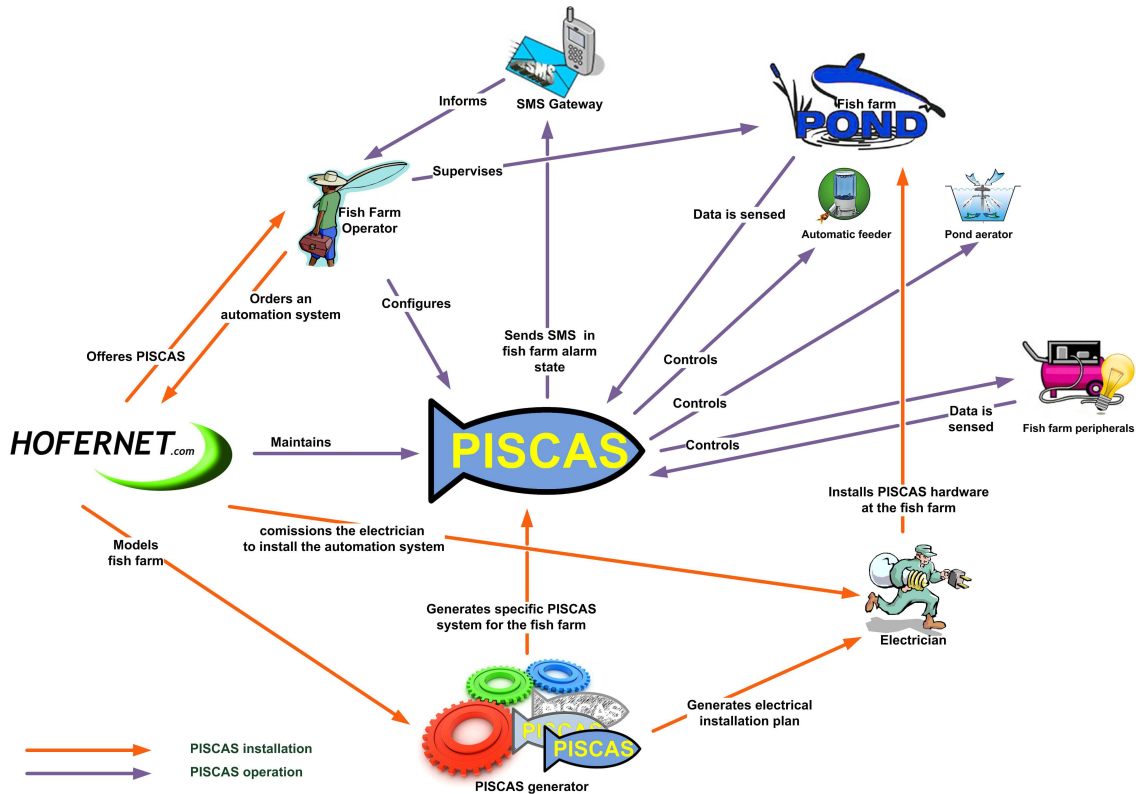 SMS
SMS Gateway
Informs
Fish farm
POND
Supervises
Fish Farm
Operator
Data is sensed
Automatic feeder
Pond aerator
Orders an
automation system
Configures
Offeres PISCAS
Sends SMS in
fish farm alarm
state
Controls
Controls
Controls
Data is
sensed
Fish farm peripherals
HOFERNET.com
Maintains
PISCAS
Installs PISCAS hardware
at the fish farm
comissions the electrician
to install the automation system
Models
fish farm
Generates specific PISCAS
system for the fish farm
Electrician
Generates electrical
installation plan
PISCAS
PISCAS
PISCAS
PISCAS generator
PISCAS installation
PISCAS operation